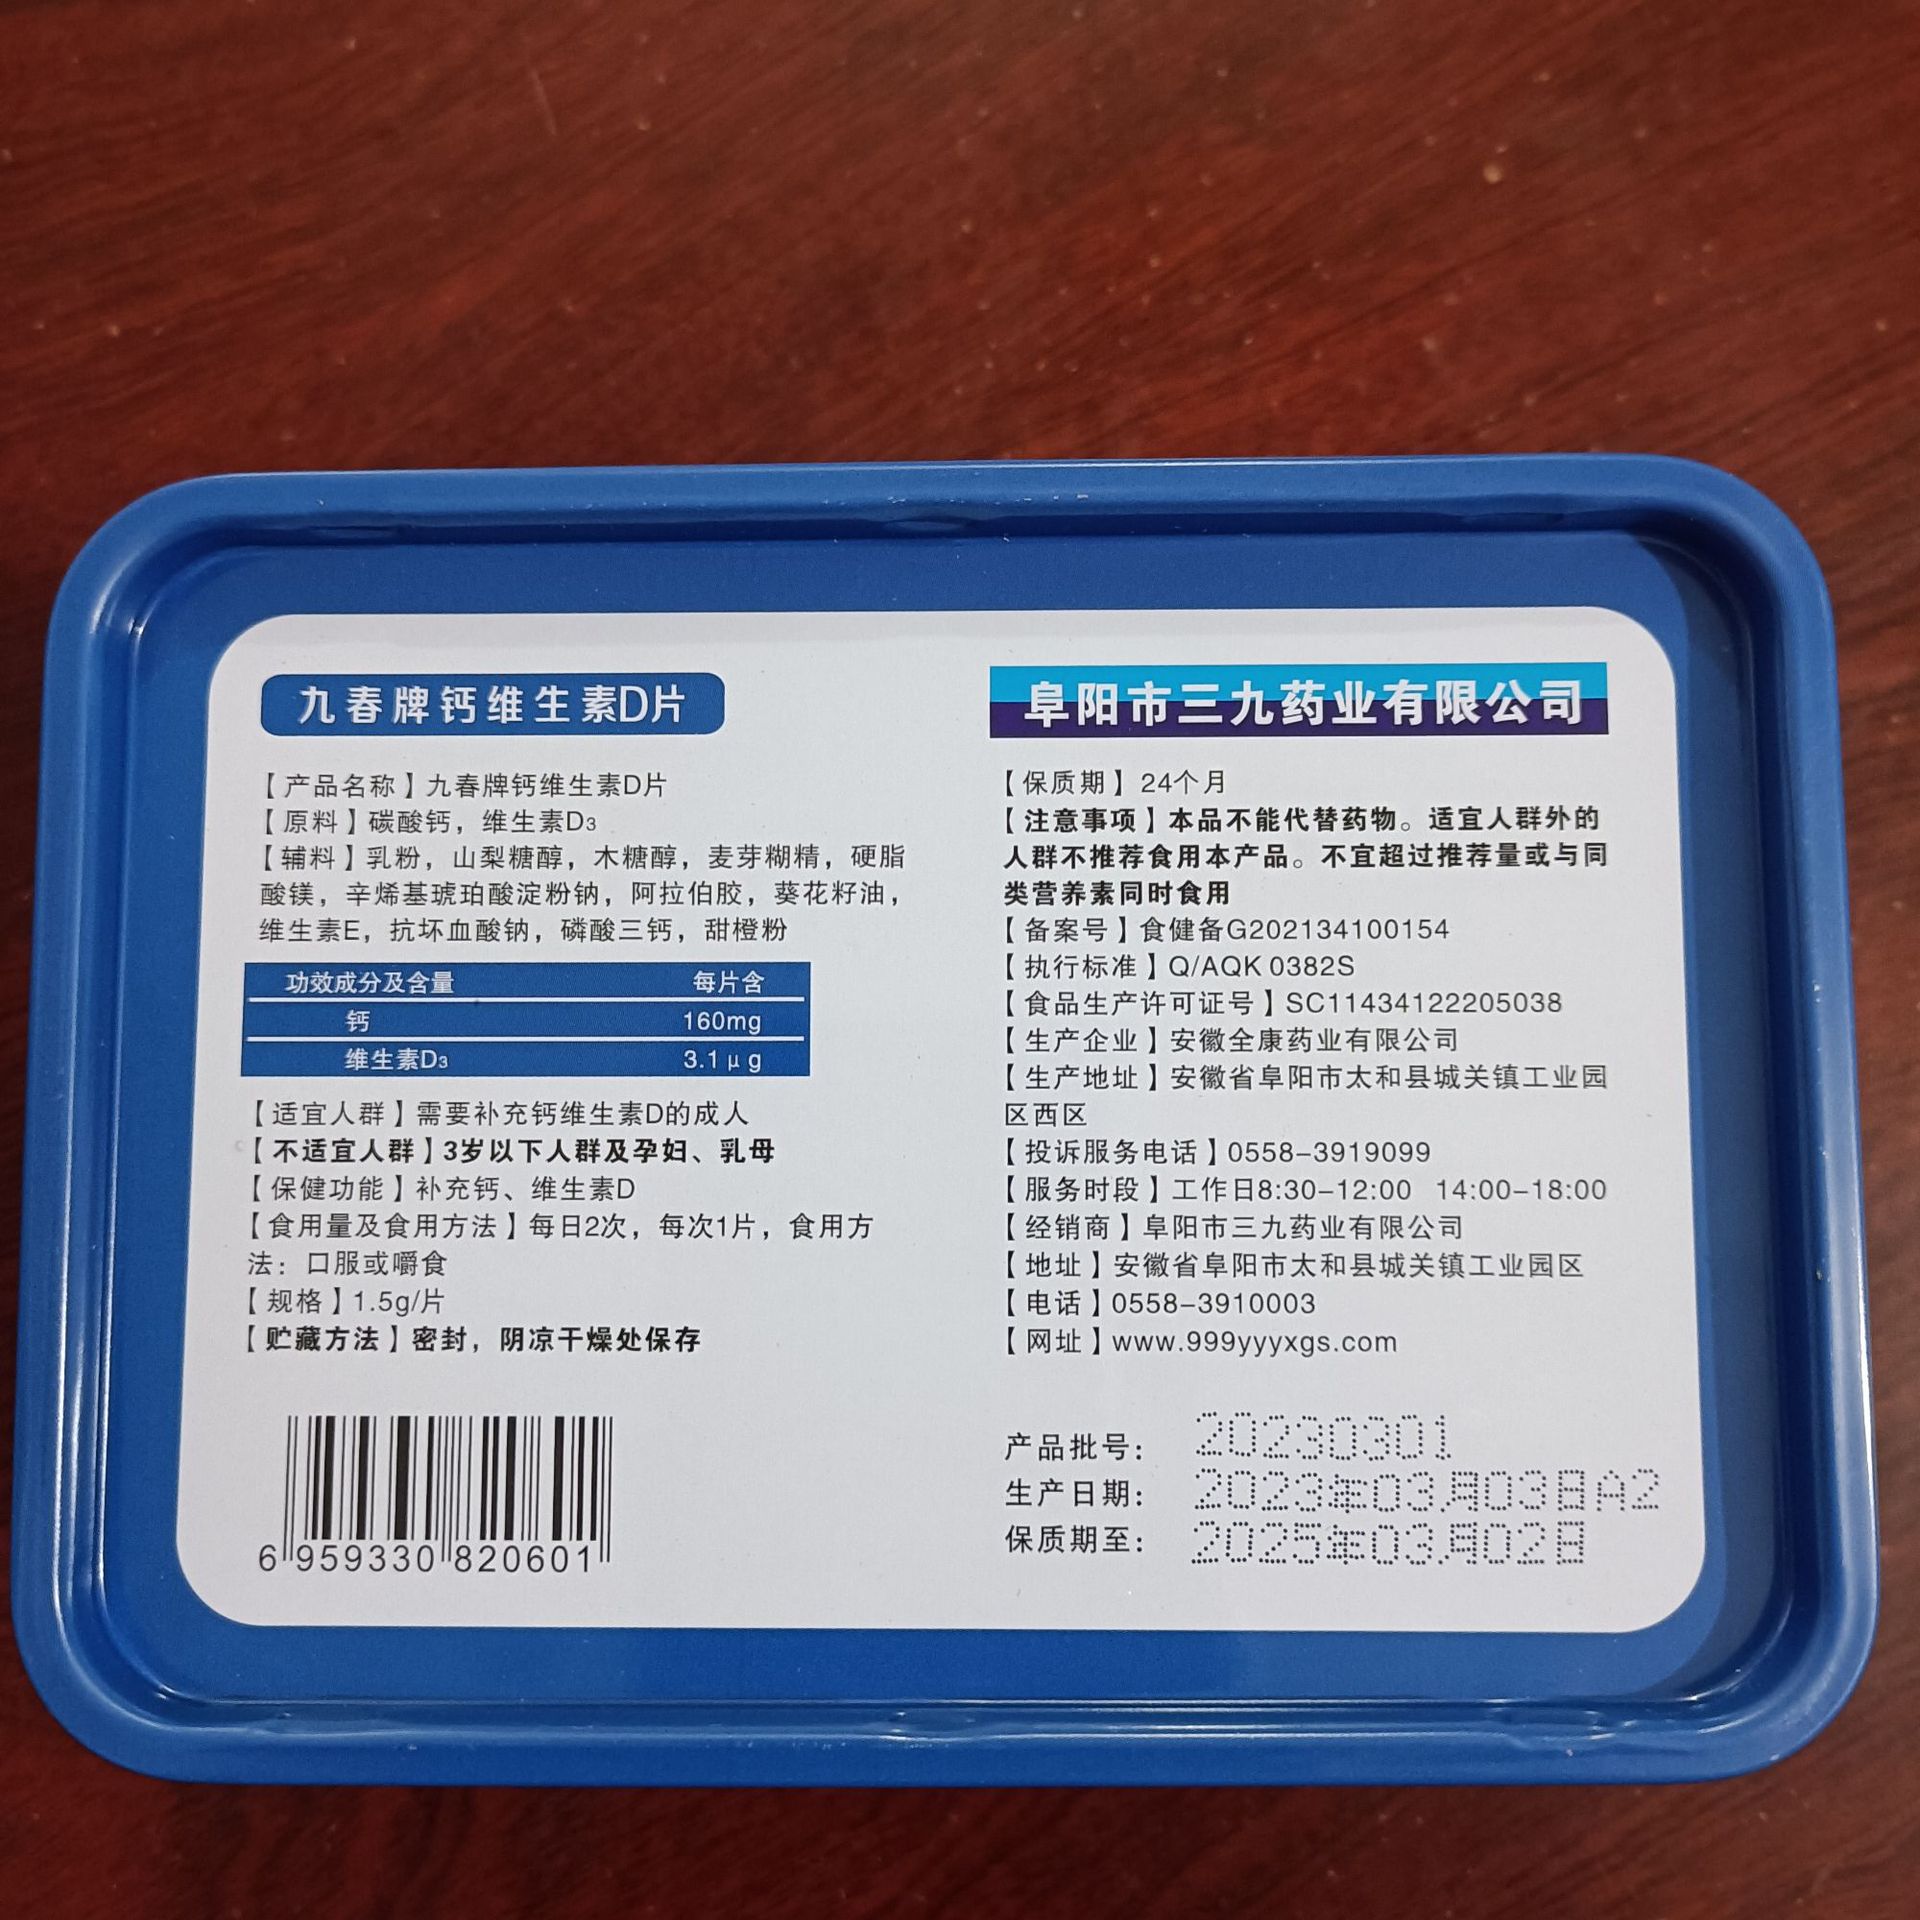 九春牌钙维生素D片
【产品名称】九春牌钙维生素D片
【原料】碳酸钙，维生素D3
【辅料】乳粉，山梨糖醇，木糖醇，麦芽糊精，硬脂
酸镁，辛烯基琥珀酸淀粉钠，阿拉伯胶，葵花籽油，
维生素E，抗坏血酸钠，磷酸三钙，甜橙粉
功效成分及含量 每片含
钙 160mg
维生素D3 3.1μg
【适宜人群】需要补充钙维生素D的成人
【不适宜人群】3岁以下人群及孕妇、乳母
【保健功能】补充钙、维生素D
【食用量及食用方法】每日2次，每次1片，食用方
法：口服或嚼食
【规格】1.5g/片
【贮藏方法】密封，阴凉干燥处保存
6 959330 820601
阜阳市三九药业有限公司
【保质期】24个月
【注意事项】本品不能代替药物。适宜人群外的
人群不推荐食用本产品。不宜超过推荐量或与同
类营养素同时食用
【备案号】食健备G202134100154
【执行标准】Q/AQK 0382S
【食品生产许可证号】SC11434122205038
【生产企业】安徽全康药业有限公司
【生产地址】安徽省阜阳市太和县城关镇工业园
区西区
【投诉服务电话】0558-3919099
【服务时段】工作日8:30-12:00 14:00-18:00
【经销商】阜阳市三九药业有限公司
【地址】安徽省阜阳市太和县城关镇工业园区
【电话】0558-3910003
【网址】www.999yyyxgs.com
产品批号：20230301
生产日期：2023年03月03日A2
保质期至：2025年03月02日